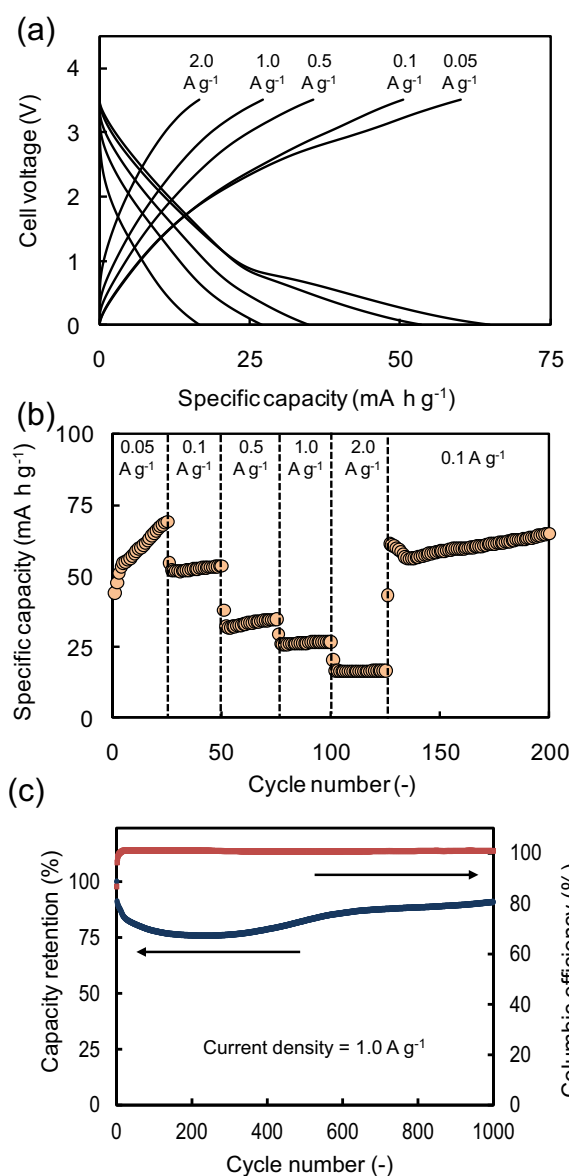 (a)
2.0 1.0 0.5 0.1 0.05
A g-1 A g-1 A g-1 A g-1 A g-1
4
3
2
1
0
Cell voltage (V)
0 25 50 75
Specific capacity (mA h g-1)
(b)
100
75
50
25
0
Specific capacity (mA h g-1)
0.05 0.1 0.5 1.0 2.0 0.1 A g-1
A g-1 A g-1 A g-1 A g-1 A g-1
0 50 100 150 200
Cycle number (-)
(c)
100
75
50
25
0
Capacity retention (%)
100
80
60
40
20
0
Columbic efficiency (%)
Current density = 1.0 A g-1
0 200 400 600 800 1000
Cycle number (-)